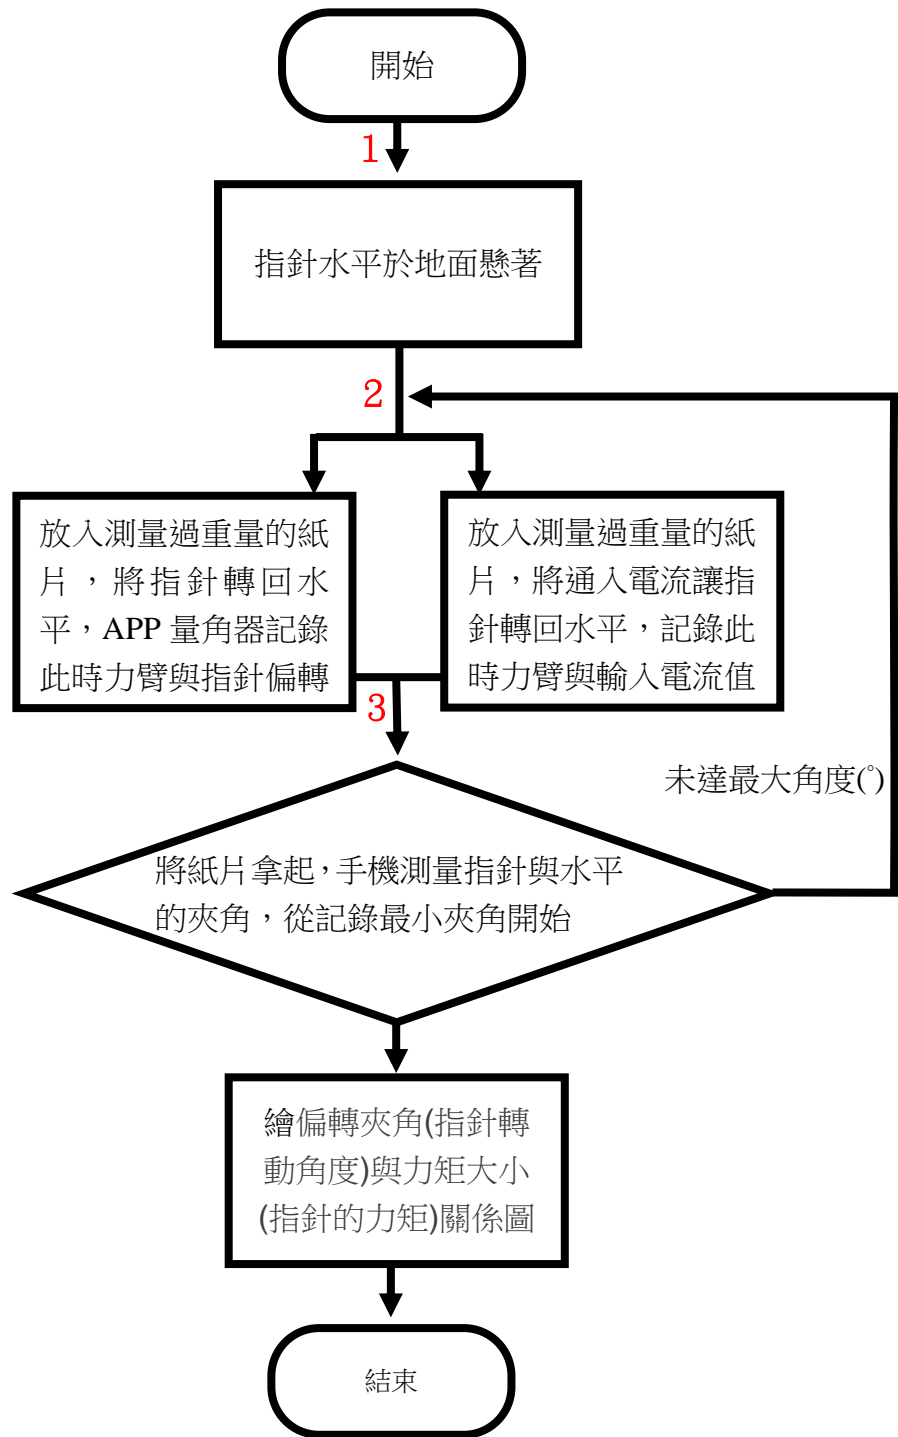 開始
1
指針水平於地面懸著
2
放入測量過重量的紙
片，將指針轉回水
平，APP 量角器記錄
此時力臂與指針偏轉
放入測量過重量的紙
片，將通入電流讓指
針轉回水平，記錄此
時力臂與輸入電流值
3
未達最大角度(°)
將紙片拿起，手機測量指針與水平
的夾角，從記錄最小夾角開始
繪偏轉夾角(指針轉
動角度)與力矩大小
(指針的力矩)關係圖
結束